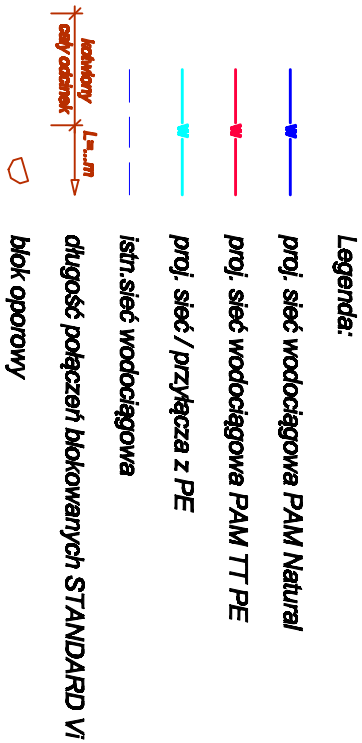 Legenda:
W proj. sieć wodociągowa PAM Natural
W proj. sieć wodociągowa PAM TT PE
W proj. sieć / przyłącza z PE
istn.sieć wodociągowa
kotwiony
cały odcinek
L=...m
długość połączeń blokowanych STANDARD Vi
blok oporowy